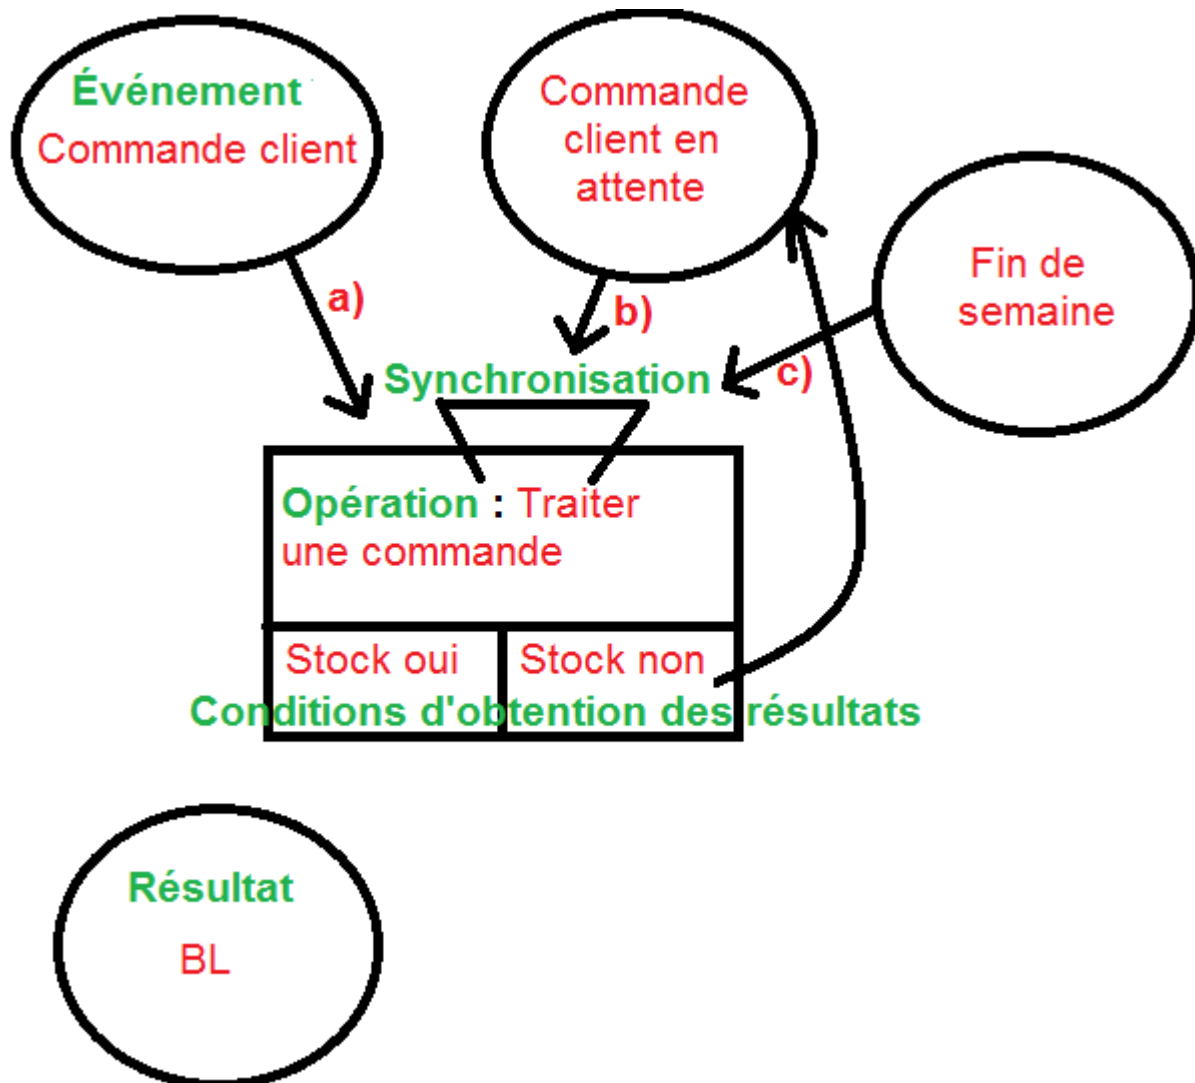 Événement
Commande client
Commande
client en
attente
Fin de
semaine
a)
b)
c)
Synchronisation
Opération : Traiter
une commande
Stock oui
Stock non
Conditions d'obtention des résultats
Résultat
BL